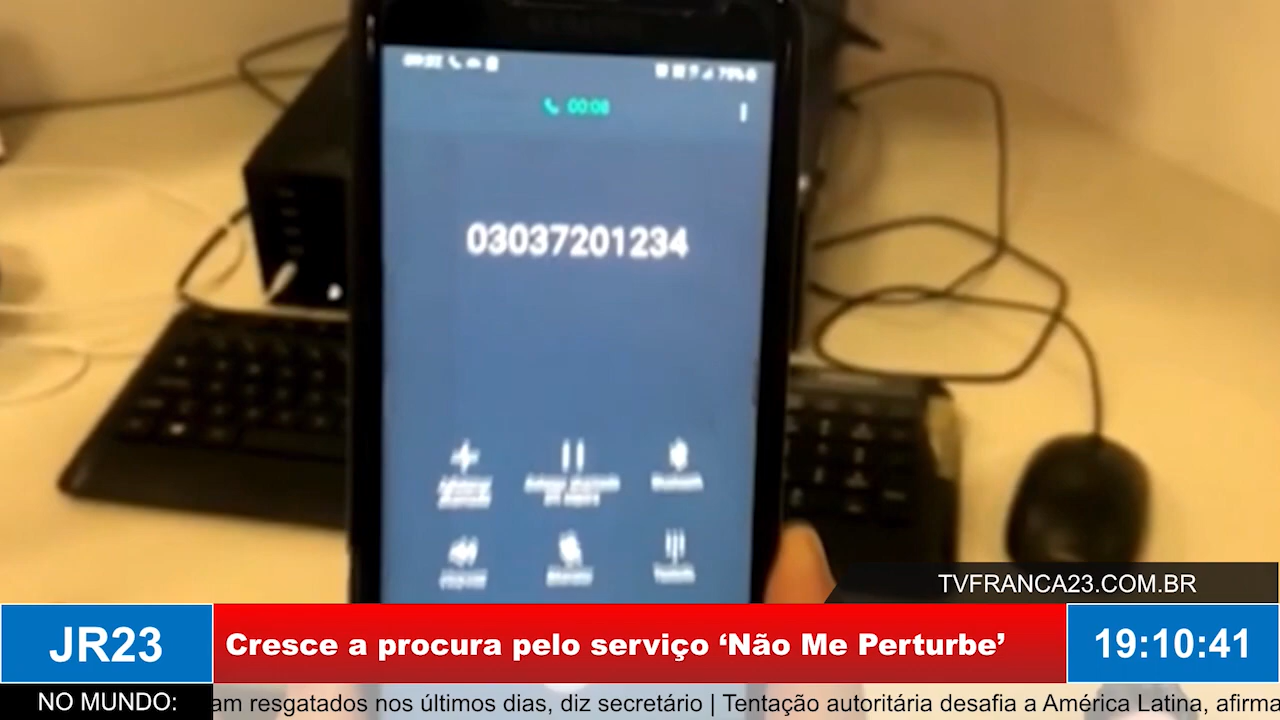 00:08
03037201234
TVFRANCA23.COM.BR
JR23
Cresce a procura pelo serviço ‘Não Me Perturbe’
19:10:41
NO MUNDO:
am resgatados nos últimos dias, diz secretário | Tentação autoritária desafia a América Latina, afirma